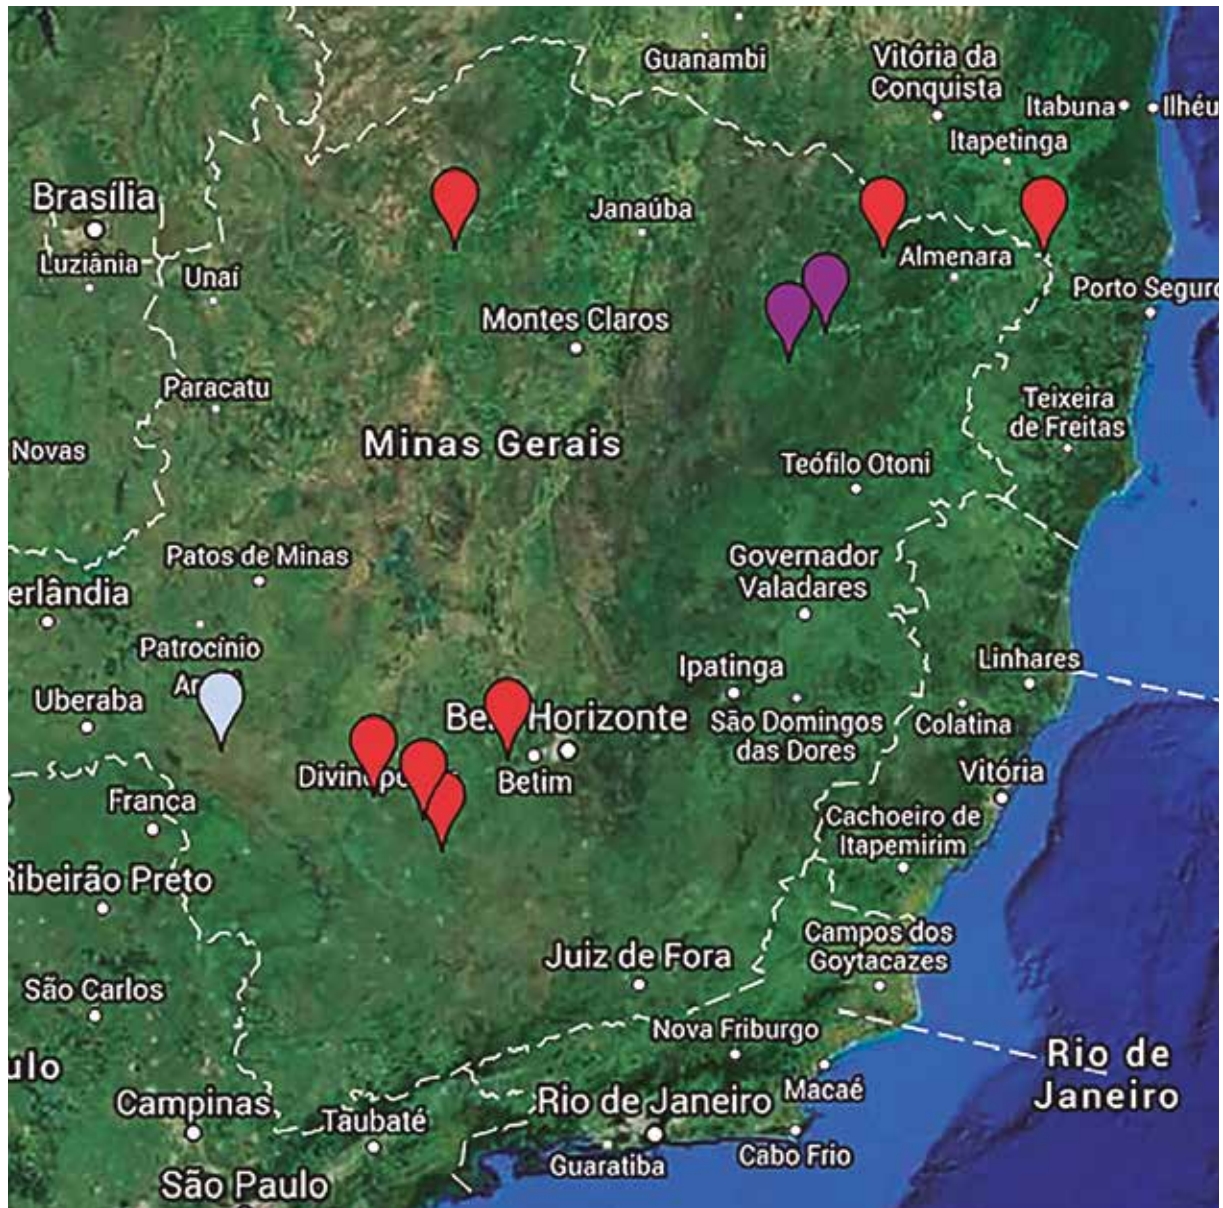 Guanambi
Vitória da
Conquista
Itabuna
Ilhéu
Itapetinga
Brasília
Janaúba
Almenara
Luziânia
Unaí
Porto Seguro
Montes Claros
Paracatu
Teixeira
de Freitas
Novas
Minas Gerais
Teófilo Otoni
Patos de Minas
Governador
Valadares
erlândia
Patrocínio
Ipatinga
Linhares
Uberaba
Horizonte
São Domingos
das Dores
Colatina
Betim
Vitória
França
Cachoeiro de
Itapemirim
Ribeirão Preto
Campos dos
Goytacazes
Juiz de Fora
São Carlos
Nova Friburgo
Rio de
Janeiro
ulo
Macaé
Campinas
Taubaté
Rio de Janeiro
Guaratiba
Cabo Frio
São Paulo